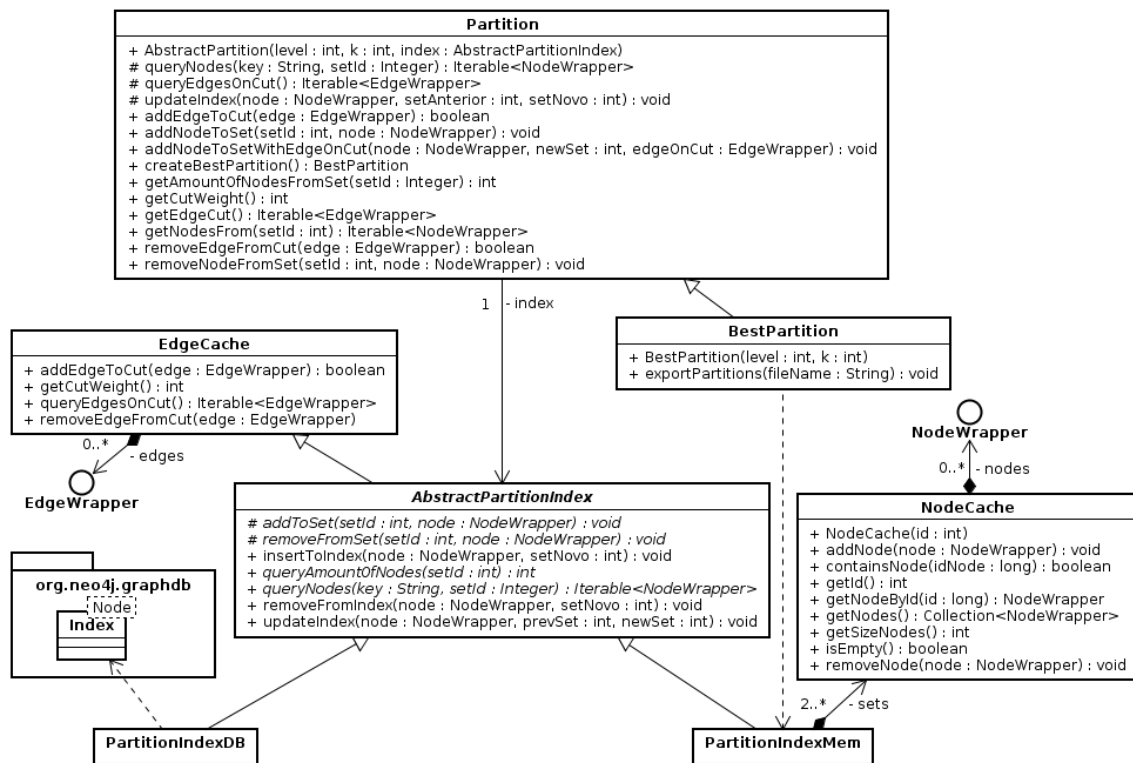 Partition
+ AbstractPartition(level : int, k : int, index : AbstractPartitionIndex)
# queryNodes(key : String, setId : Integer) : Iterable<NodeWrapper>
# queryEdgesOnCut() : Iterable<EdgeWrapper>
# updateIndex(node : NodeWrapper, setAnterior : int, setNovo : int) : void
+ addEdgeToCut(edge : EdgeWrapper) : boolean
+ addNodeToSet(setId : int, node : NodeWrapper) : void
+ addNodeToSetWithEdgeOnCut(node : NodeWrapper, newSet : int, edgeOnCut : EdgeWrapper) : void
+ createBestPartition() : BestPartition
+ getAmountOfNodesFromSet(setId : Integer) : int
+ getCutWeight() : int
+ getEdgeCut() : Iterable<EdgeWrapper>
+ getNodesFrom(setId : int) : Iterable<NodeWrapper>
+ removeEdgeFromCut(edge : EdgeWrapper) : boolean
+ removeNodeFromSet(setId : int, node : NodeWrapper) : void
1 - index
EdgeCache
+ addEdgeToCut(edge : EdgeWrapper) : boolean
+ getCutWeight() : int
+ queryEdgesOnCut() : Iterable<EdgeWrapper>
+ removeEdgeFromCut(edge : EdgeWrapper)
0..*
- edges
EdgeWrapper
BestPartition
+ BestPartition(level : int, k : int)
+ exportPartitions(fileName : String) : void
NodeWrapper
0..* - nodes
AbstractPartitionIndex
# addToSet(setId : int, node : NodeWrapper) : void
# removeFromSet(setId : int, node : NodeWrapper) : void
+ insertToIndex(node : NodeWrapper, setNovo : int) : void
+ queryAmountOfNodes(setId : int) : int
+ queryNodes(key : String, setId : Integer) : Iterable<NodeWrapper>
+ removeFromIndex(node : NodeWrapper, setNovo : int) : void
+ updateIndex(node : NodeWrapper, prevSet : int, newSet : int) : void
NodeCache
+ NodeCache(id : int)
+ addNode(node : NodeWrapper) : void
+ containsNode(idNode : long) : boolean
+ getId() : int
+ getNodeById(id : long) : NodeWrapper
+ getNodes() : Collection<NodeWrapper>
+ getSizeNodes() : int
+ isEmpty() : boolean
+ removeNode(node : NodeWrapper) : void
org.neo4j.graphdb
Node
Index
2..* - sets
PartitionIndexDB
PartitionIndexMem